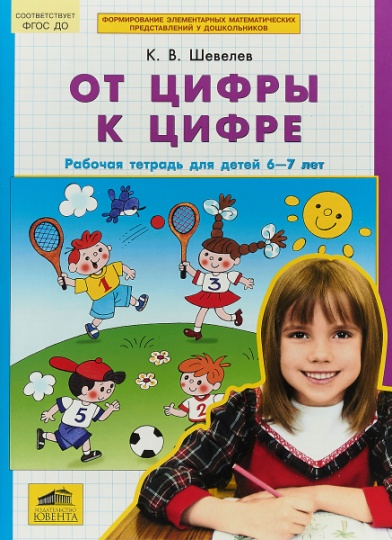 СООТВЕТСТВУЕТ
ФГОС ДО
ФОРМИРОВАНИЕ ЭЛЕМЕНТАРНЫХ МАТЕМАТИЧЕСКИХ
ПРЕДСТАВЛЕНИЙ У ДОШКОЛЬНИКОВ
К. В. Шевелев
ОТ ЦИФРЫ
К ЦИФРЕ
Рабочая тетрадь для детей 6—7 лет
1
3
5
2
ИЗДАТЕЛЬСТВО
ЮВЕНТА